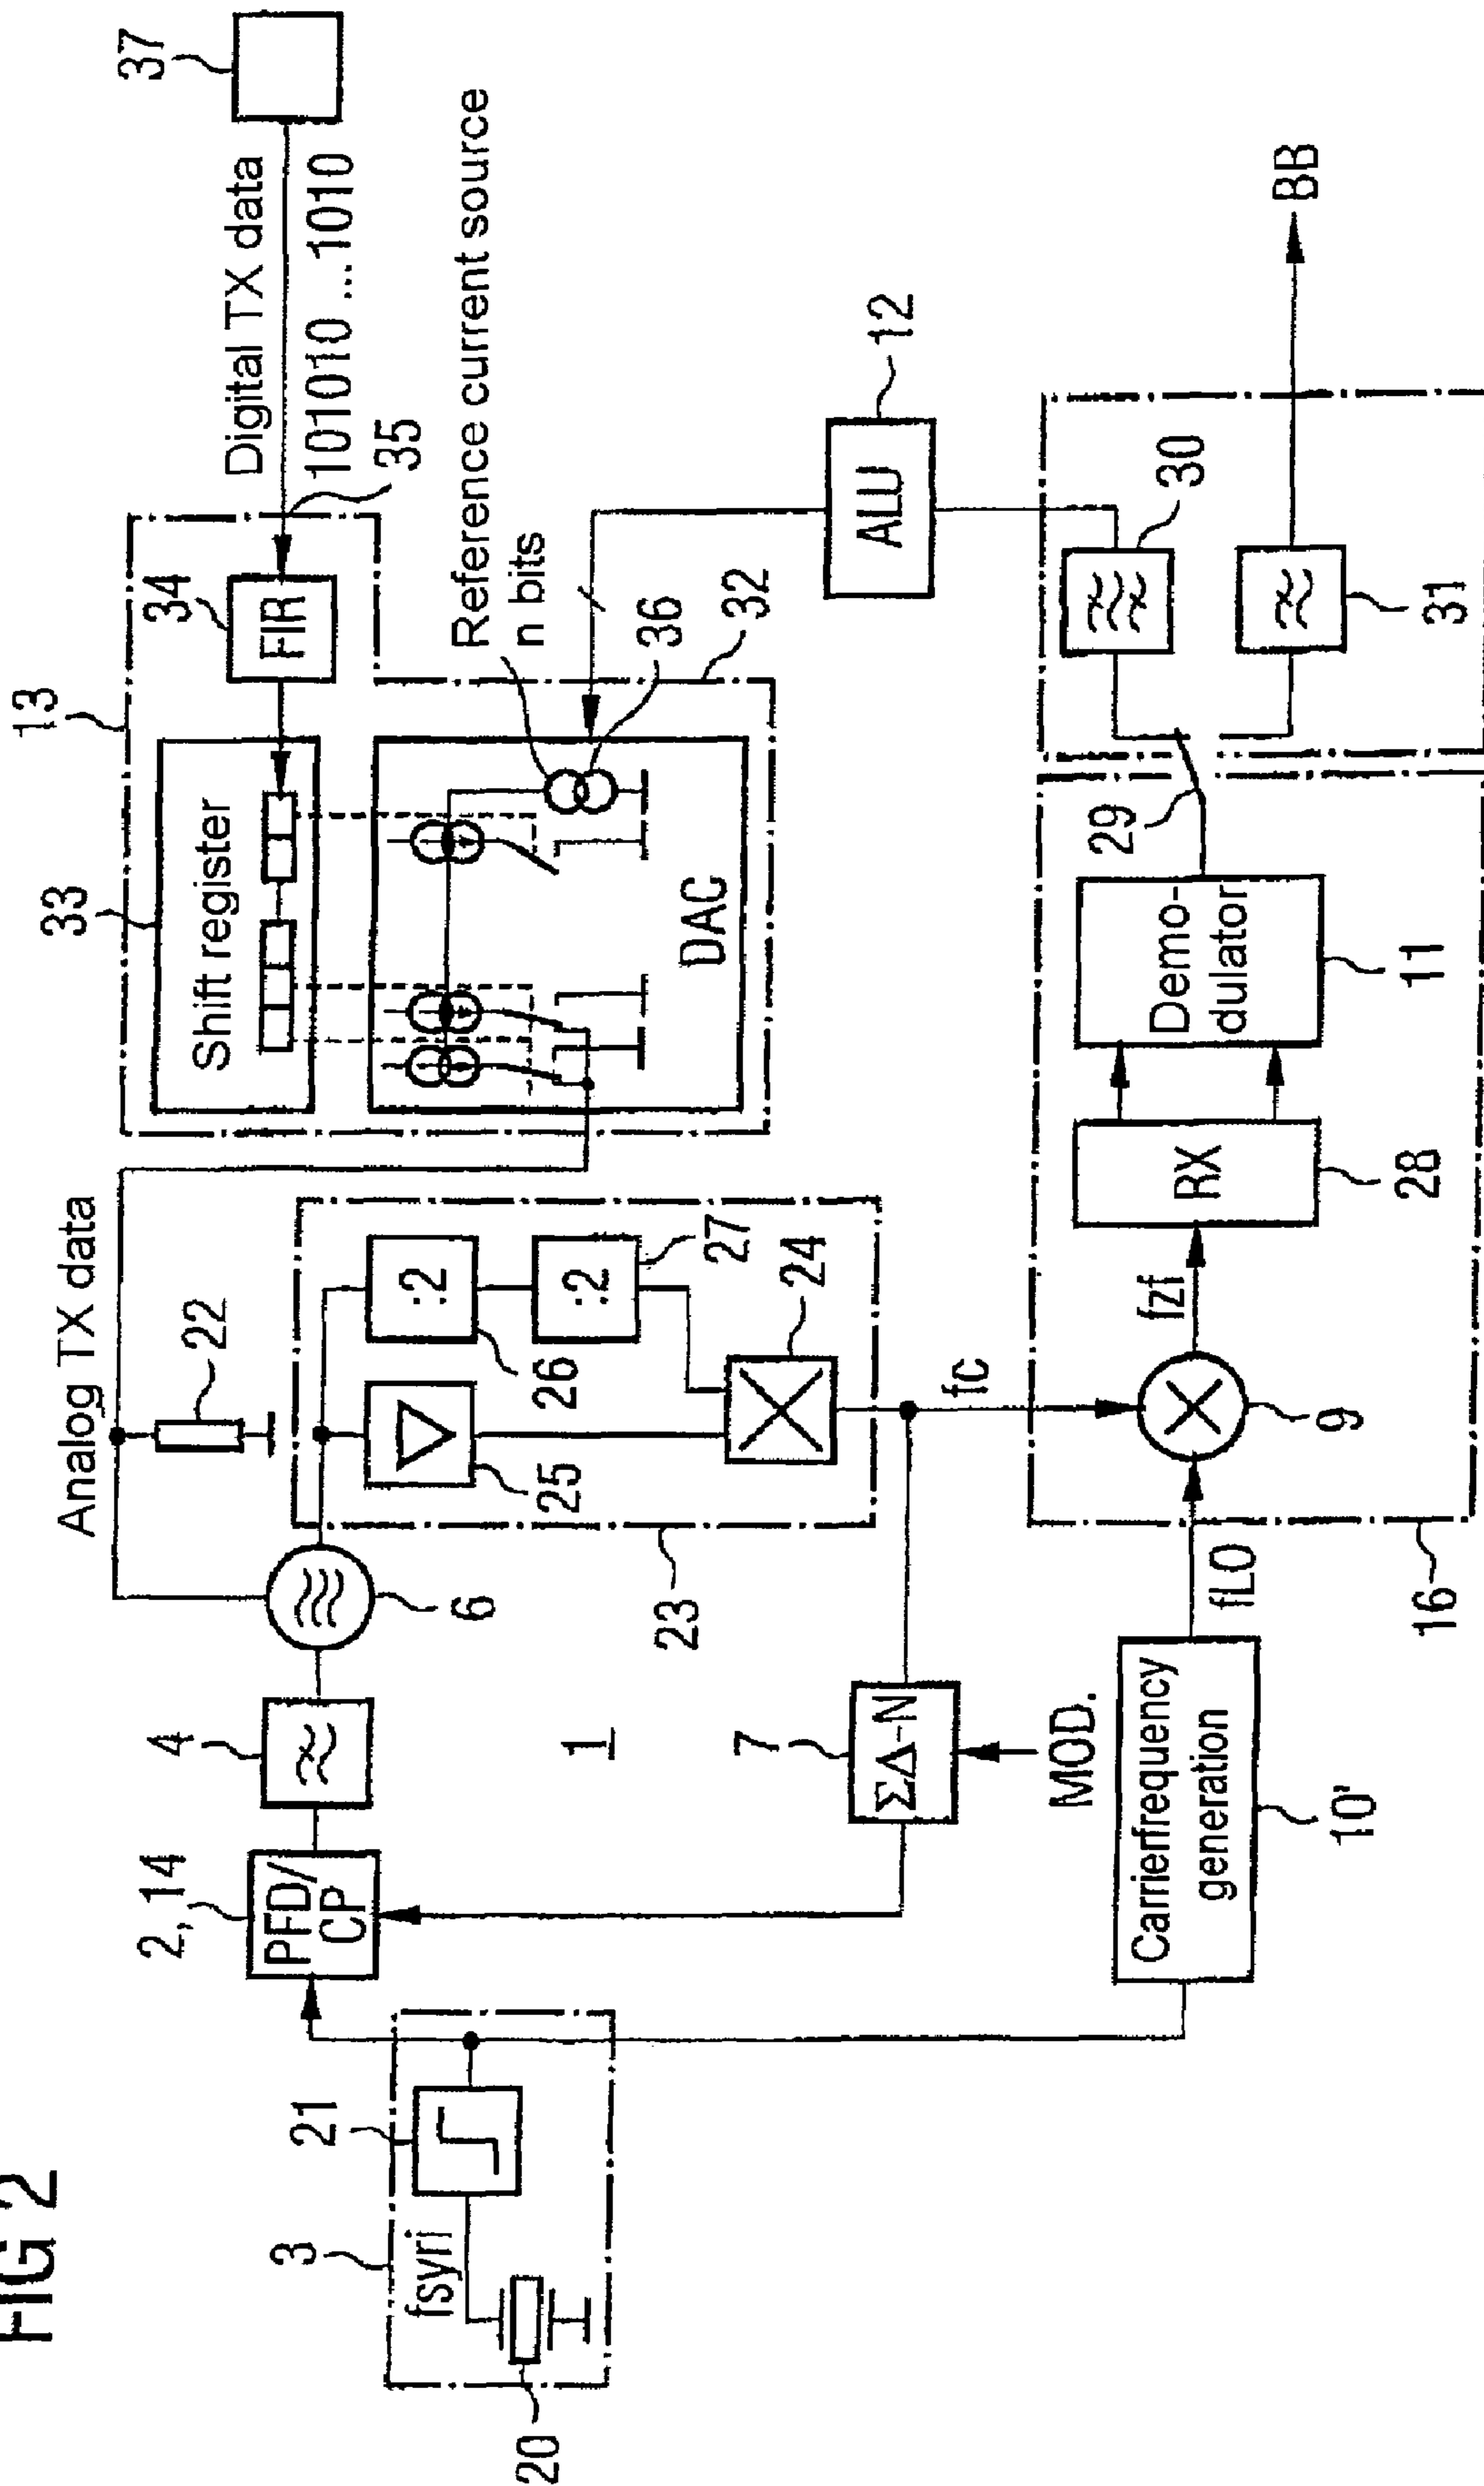 FIG 2
3
20
fsyri
21
2, 14
PFD/
CP
4
6
1
7
ΣΔ-N
MOD.
Analog TX data
22
23
25
26
:2
:2
27
24
fc
13
33
Shift register
34
FIR
35
Digital TX data
101010 ...1010
37
DAC
Reference current source
n bits
36
32
12
ALU
10'
Carrierfrequency
generation
fLO
16
9
fzf
RX
28
Demo-
dulator
11
29
30
31
BB